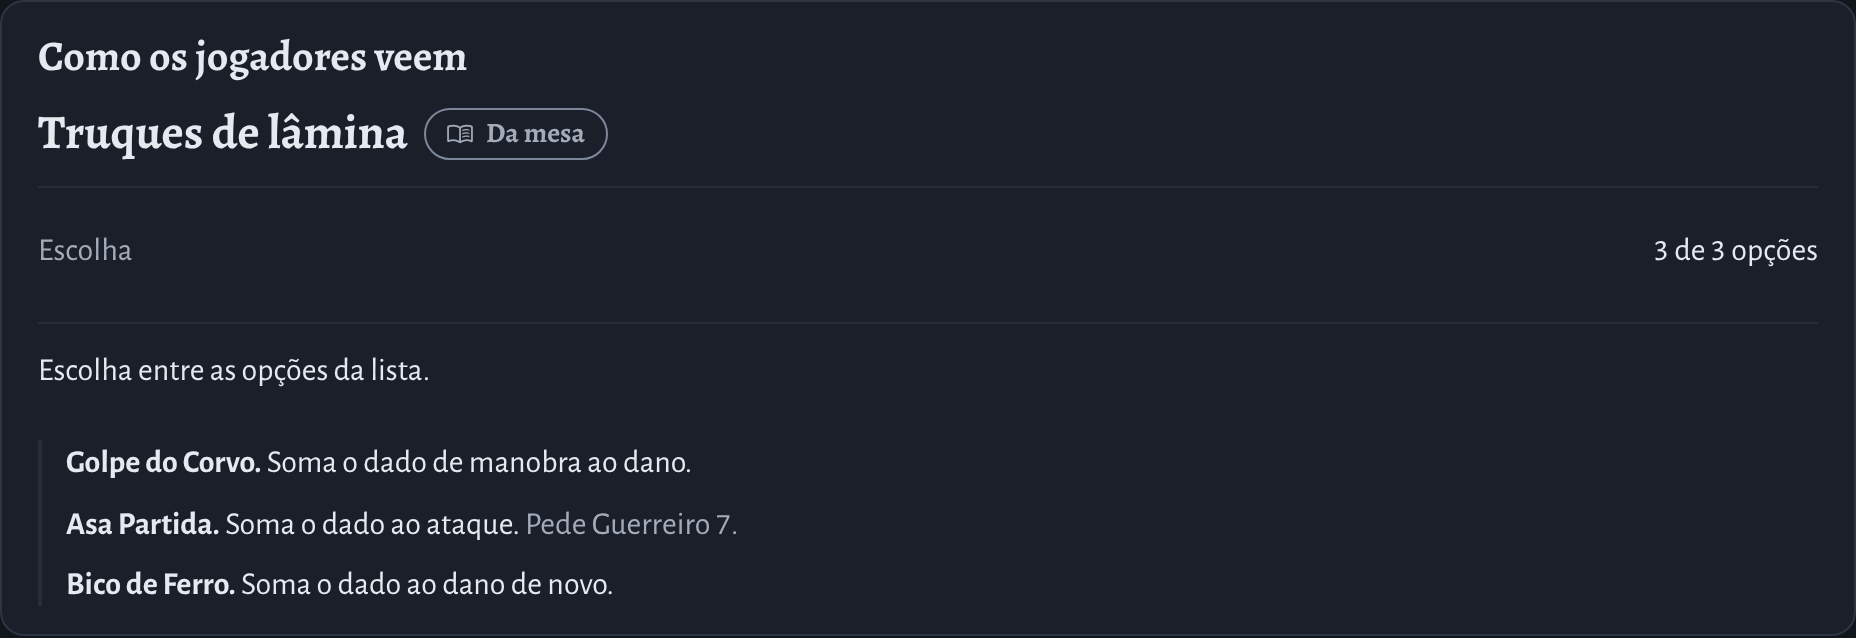 Como os jogadores veem
Truques de lâmina Da mesa
Escolha 3 de 3 opções
Escolha entre as opções da lista.
Golpe do Corvo. Soma o dado de manobra ao dano.
Asa Partida. Soma o dado ao ataque. Pede Guerreiro 7.
Bico de Ferro. Soma o dado ao dano de novo.